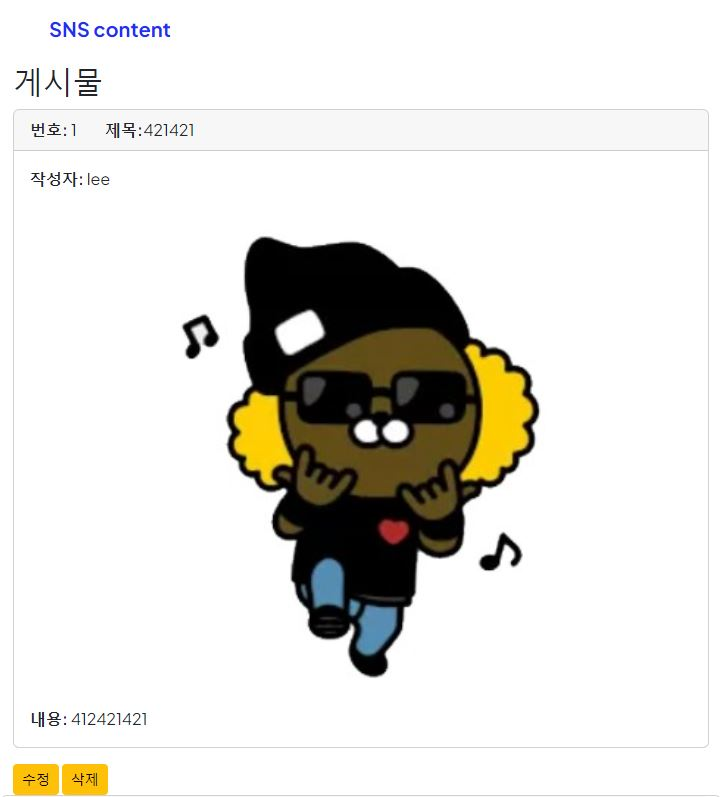 SNS content
게시물
번호: 1 제목:421421
작성자: lee
내용: 412421421
수정 삭제